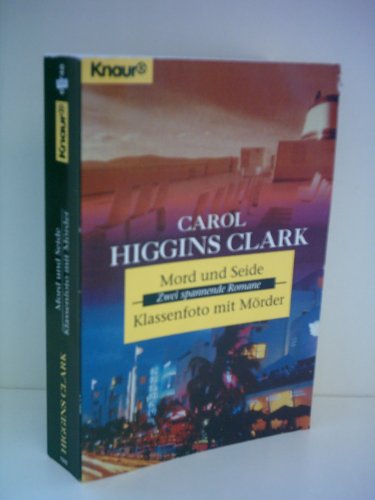 Knaur®
CAROL
HIGGINS CLARK
Mord und Seide
Zwei spannende Romane
Klassenfoto mit Mörder
Knaur®
Mord und Seide
Klassenfoto mit Mörder
HIGGINS CLARK